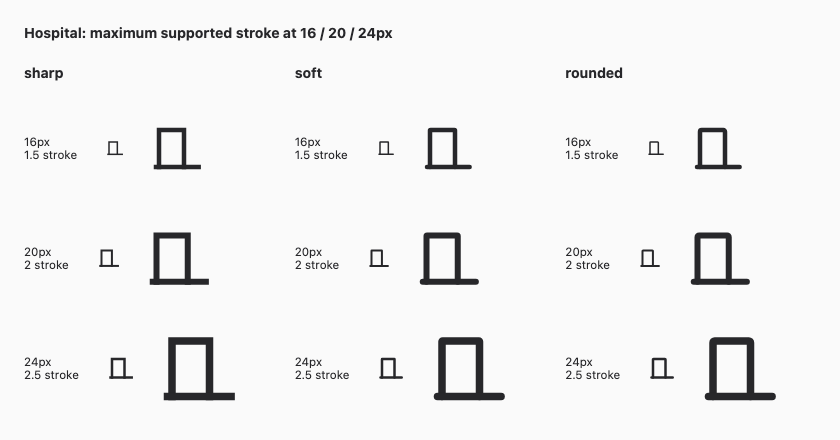 Hospital: maximum supported stroke at 16 / 20 / 24px
sharp
soft
rounded
16px
1.5 stroke
16px
1.5 stroke
16px
1.5 stroke
20px
2 stroke
20px
2 stroke
20px
2 stroke
24px
2.5 stroke
24px
2.5 stroke
24px
2.5 stroke